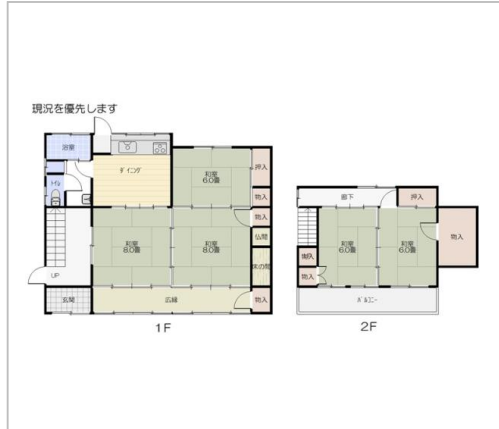 現況を優先します
浴室
ダイニング
和室
6.0畳
押入
物入
トイレ
物入
和室
8.0畳
和室
8.0畳
仏間
床の間
UP
玄関
広縁
物入
1F
廊下
押入
和室
6.0畳
和室
6.0畳
物入
物入
バルコニー
2F